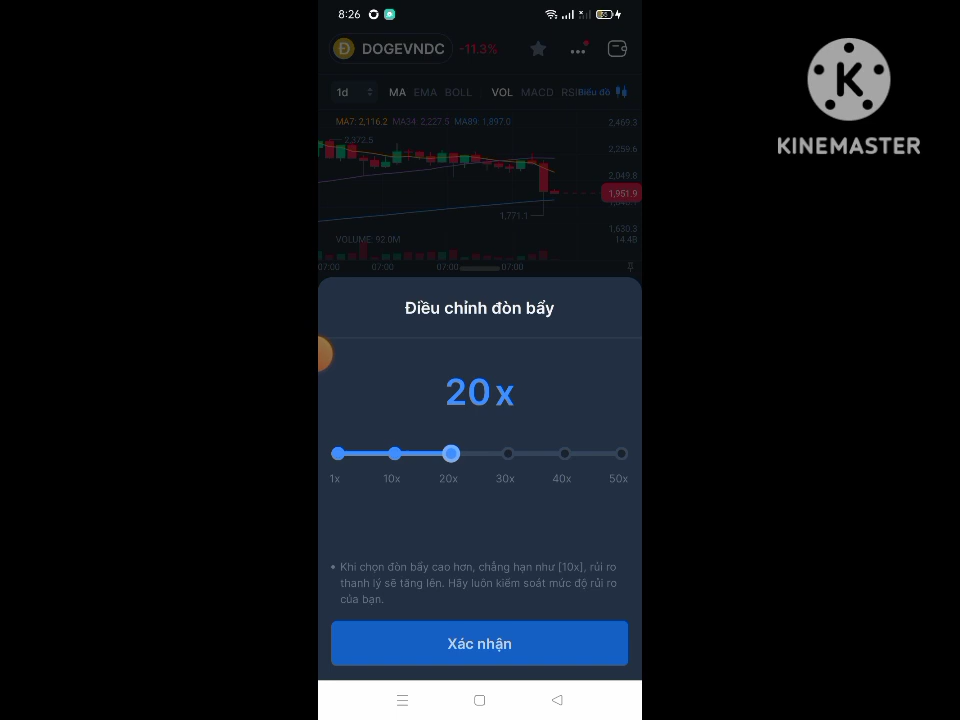 8:26
DOGEVNDC -11.3%
1d MA EMA BOLL VOL MACD RSI Biểu đồ
MA7: 2,116.2 MA34: 2,227.5 MA89: 1,897.0
2,469.3
2,372.5
2,259.6
2,049.8
1,951.9
1,771.1
1,630.3
VOLUME: 92.0M
14.4B
07:00 07:00 07:00 07:00
Điều chỉnh đòn bẩy
20x
1x 10x 20x 30x 40x 50x
• Khi chọn đòn bẩy cao hơn, chẳng hạn như [10x], rủi ro
thanh lý sẽ tăng lên. Hãy luôn kiểm soát mức độ rủi ro
của bạn.
Xác nhận
K
KINEMASTER